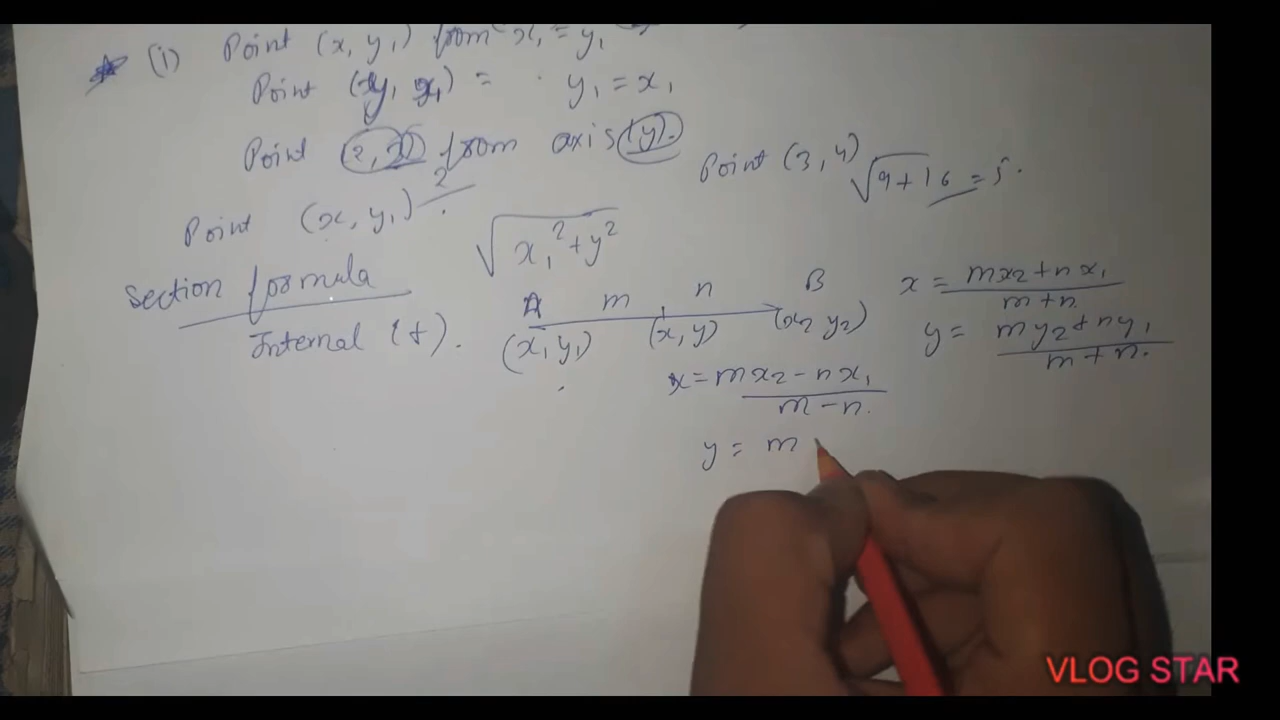 (i) Point (x, y₁) from x₁ = y₁
Point (y₁ x₁) = y₁ = x₁
Point (2, 3) from axis (y).
2
Point (3, 4) √9+16 = 5.
Point (x, y₁) √x₁²+y²
Section formula
Internal (+).
A m n B
(x₁ y₁) (x, y) (x₂ y₂)
x = mx₂+nx₁ / m+n
y = my₂+ny₁ / m+n.
x = mx₂-nx₁ / m-n.
y = m
VLOG STAR